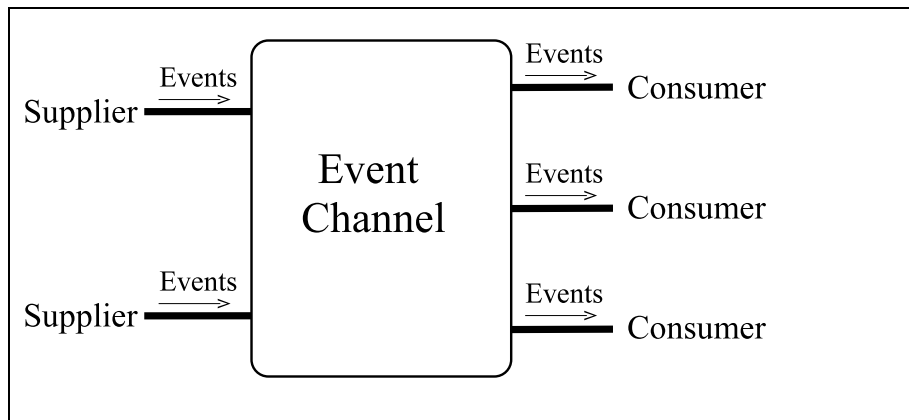 Events
Supplier
Events
Supplier
Event
Channel
Events
Consumer
Events
Consumer
Events
Consumer